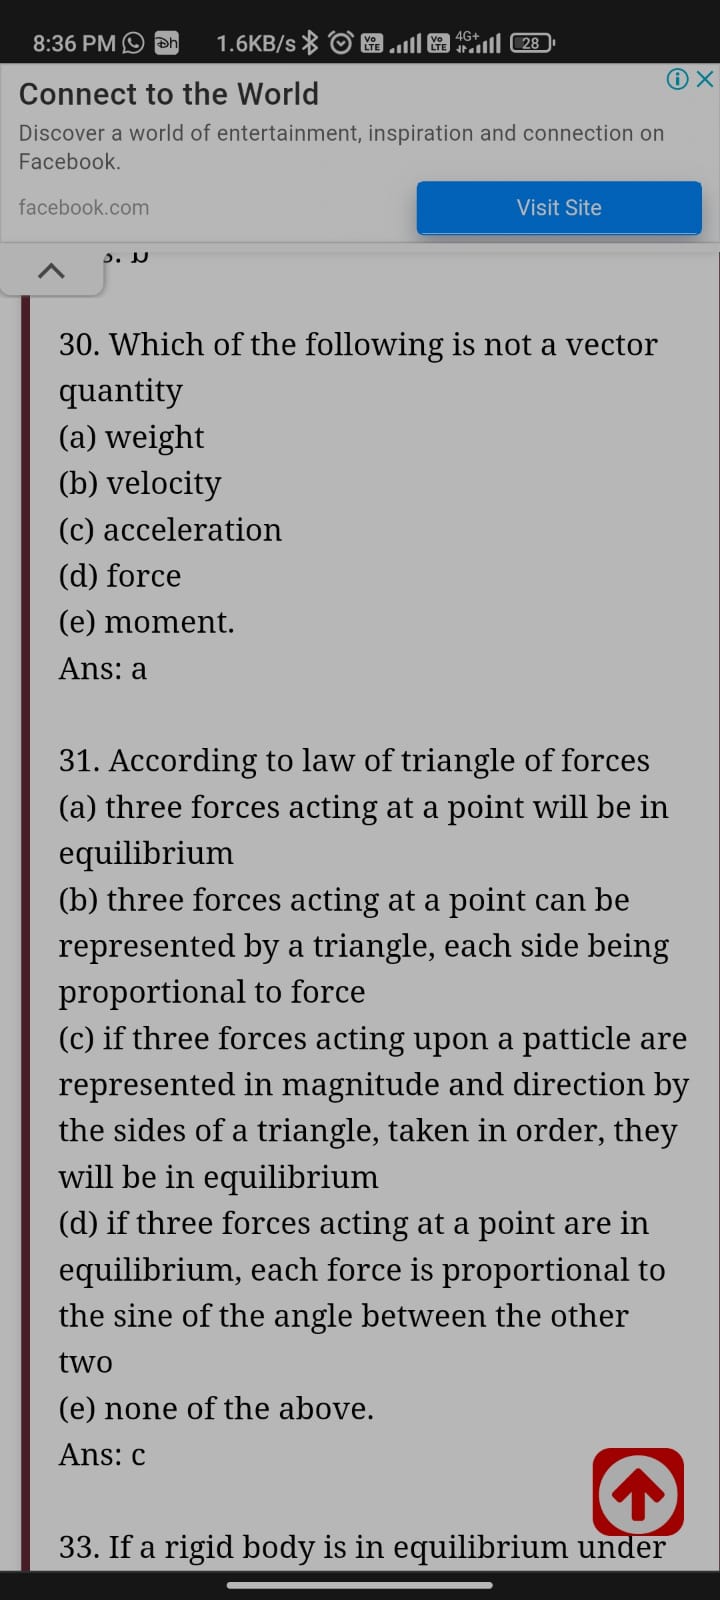 8:36 PM 1.6KB/s Vo LTE Vo LTE 4G+ 28
Connect to the World
Discover a world of entertainment, inspiration and connection on
Facebook.
facebook.com
Visit Site
30. Which of the following is not a vector
quantity
(a) weight
(b) velocity
(c) acceleration
(d) force
(e) moment.
Ans: a
31. According to law of triangle of forces
(a) three forces acting at a point will be in
equilibrium
(b) three forces acting at a point can be
represented by a triangle, each side being
proportional to force
(c) if three forces acting upon a patticle are
represented in magnitude and direction by
the sides of a triangle, taken in order, they
will be in equilibrium
(d) if three forces acting at a point are in
equilibrium, each force is proportional to
the sine of the angle between the other
two
(e) none of the above.
Ans: c
33. If a rigid body is in equilibrium under